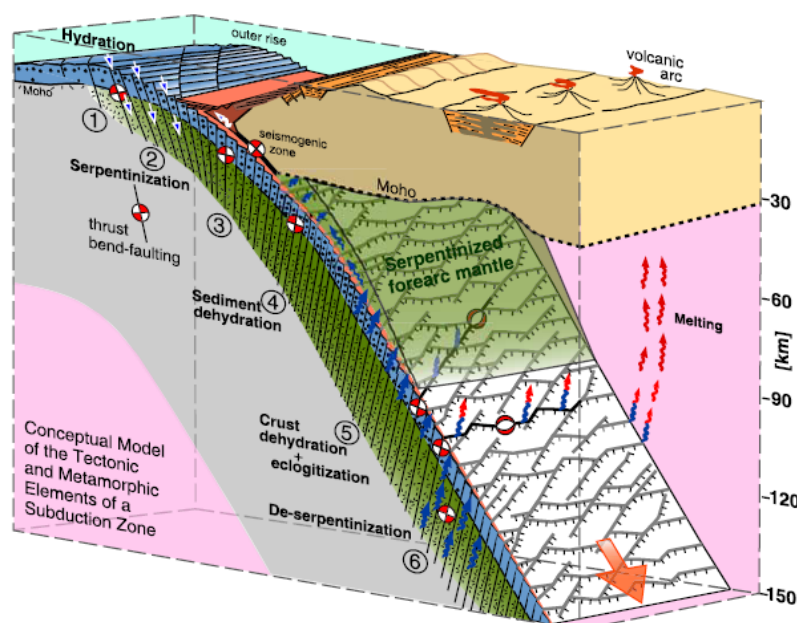 Hydration
outer rise
volcanic
arc
Moho
①
seismogenic
zone
②
Moho
Serpentinization
-30
③
thrust
bend-faulting
Serpentinized
forearc mantle
Sediment
dehydration
④
-60
Melting
[km]
-90
Crust
dehydration
+
eclogitization
⑤
Conceptual Model
of the Tectonic
and Metamorphic
Elements of a
Subduction Zone
-120
De-serpentinization
⑥
-150